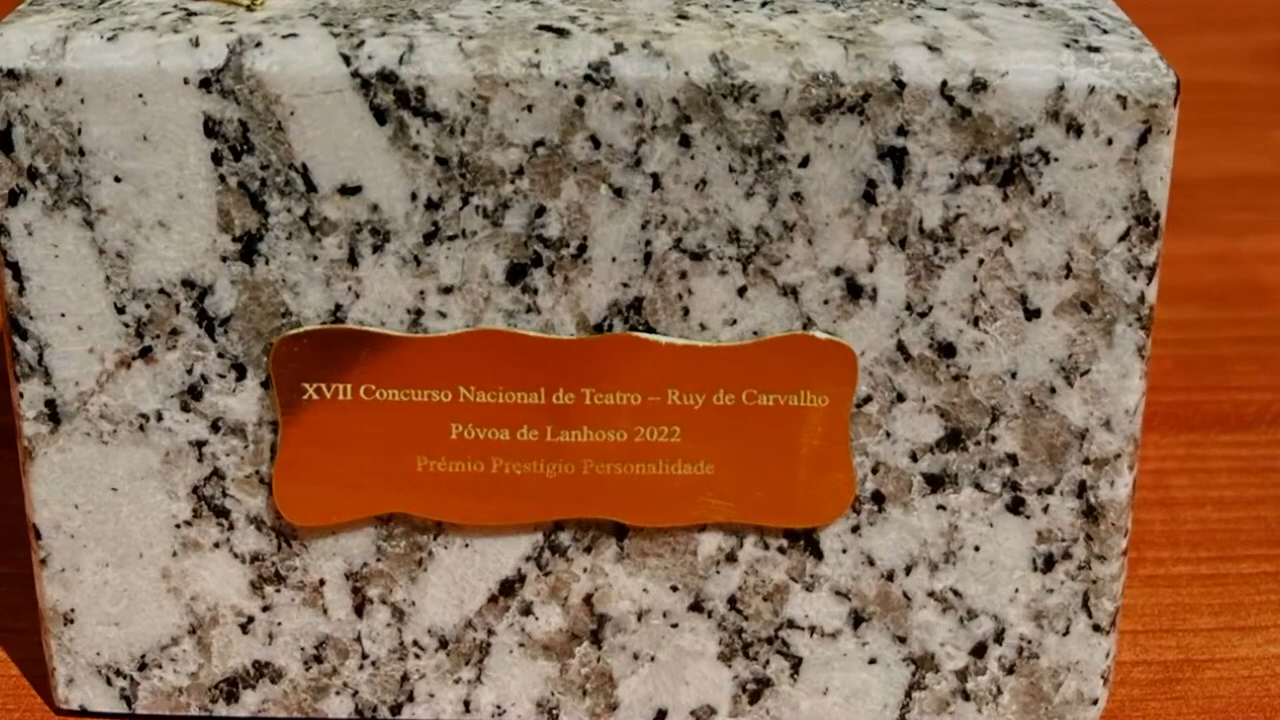 XVII Concurso Nacional de Teatro – Ruy de Carvalho
Póvoa de Lanhoso 2022
Prémio Prestígio Personalidade